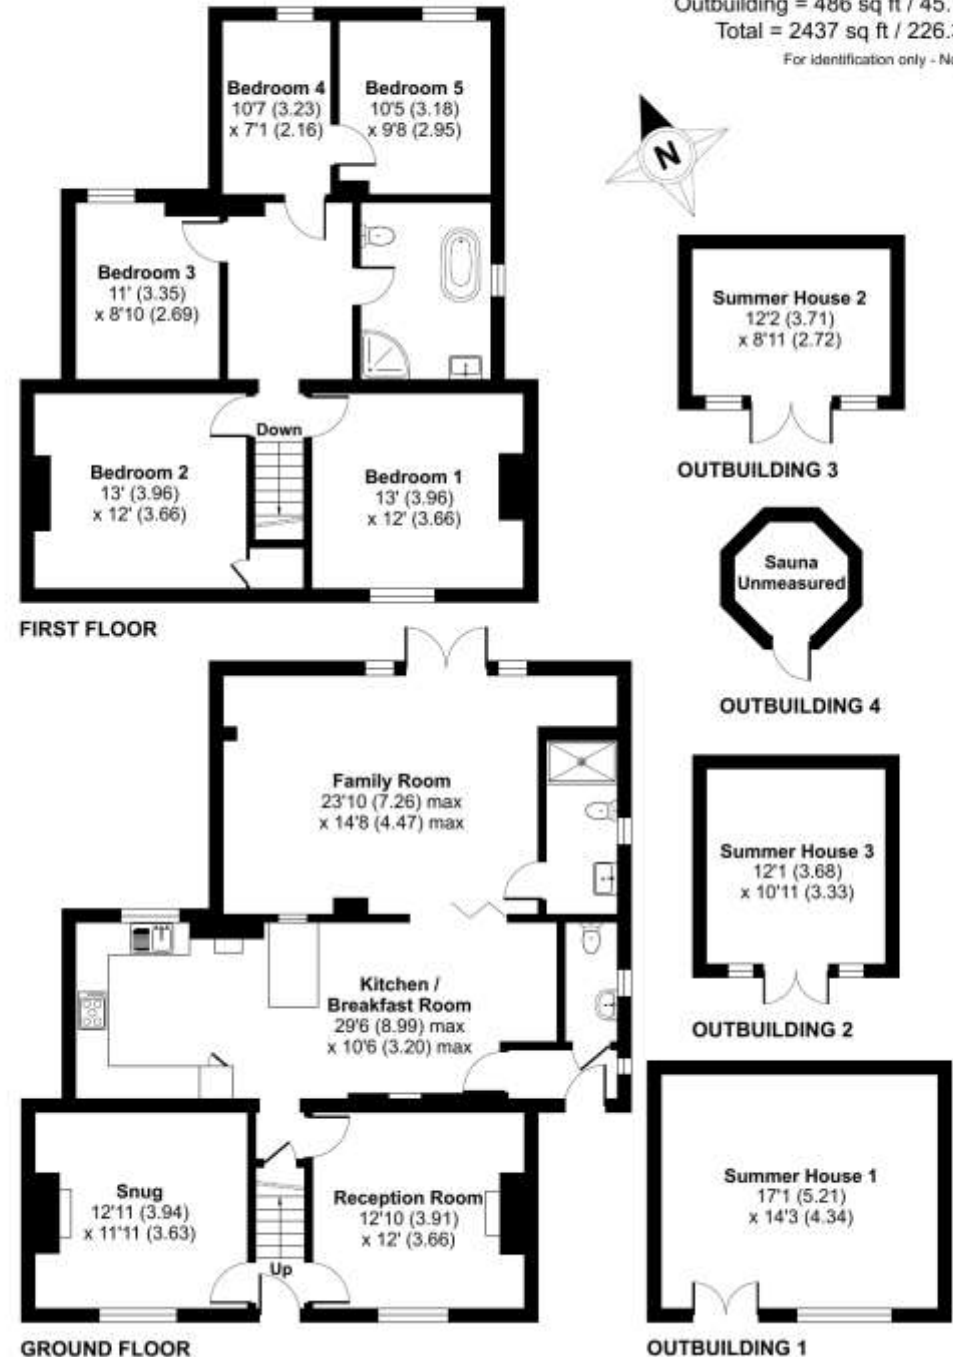 Outbuilding = 486 sq ft / 45.
Total = 2437 sq ft / 226.
For identification only -
Bedroom 4
10'7 (3.23)
x 7'1 (2.16)
Bedroom 5
10'5 (3.18)
x 9'8 (2.95)
N
Bedroom 3
11' (3.35)
x 8'10 (2.69)
Summer House 2
12'2 (3.71)
x 8'11 (2.72)
OUTBUILDING 3
Down
Bedroom 2
13' (3.96)
x 12' (3.66)
Bedroom 1
13' (3.96)
x 12' (3.66)
FIRST FLOOR
Sauna
Unmeasured
OUTBUILDING 4
Family Room
23'10 (7.26) max
x 14'8 (4.47) max
Summer House 3
12'1 (3.68)
x 10'11 (3.33)
OUTBUILDING 2
Kitchen /
Breakfast Room
29'6 (8.99) max
x 10'6 (3.20) max
Snug
12'11 (3.94)
x 11'11 (3.63)
Up
Reception Room
12'10 (3.91)
x 12' (3.66)
Summer House 1
17'1 (5.21)
x 14'3 (4.34)
GROUND FLOOR
OUTBUILDING 1